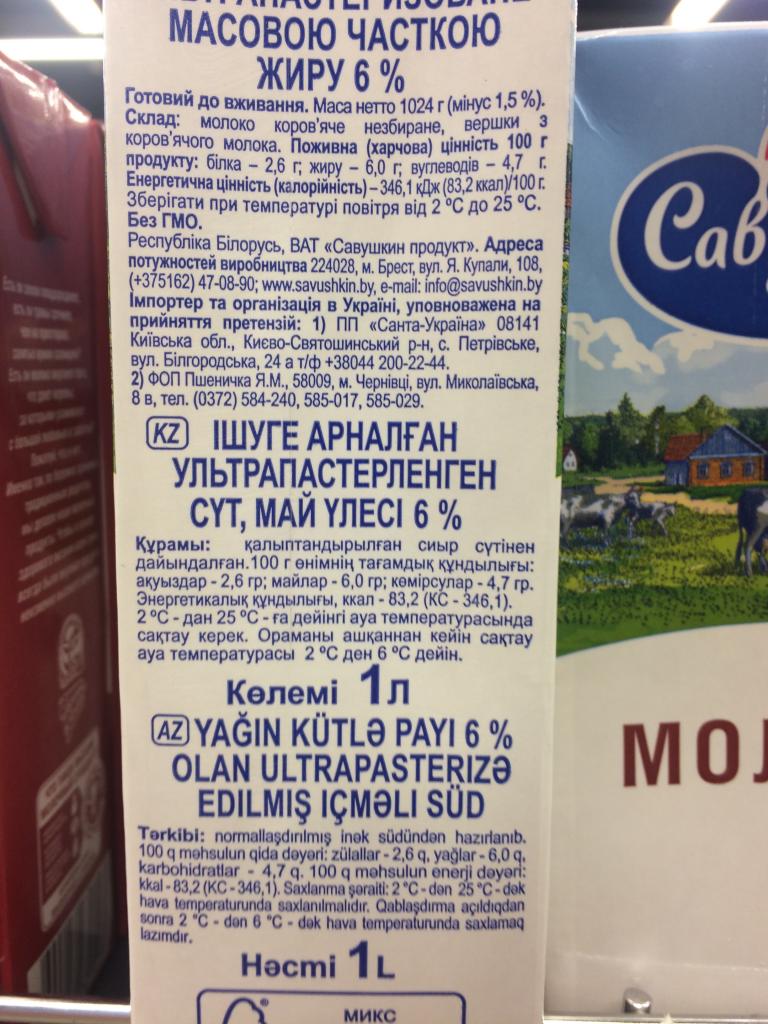 МАСОВОЮ ЧАСТКОЮ
ЖИРУ 6 %
Готовий до вживання. Маса нетто 1024 г (мінус 1,5 %).
Склад: молоко коров'яче незбиране, вершки з
коров'ячого молока. Поживна (харчова) цінність 100 г
продукту: білка – 2,6 г; жиру – 6,0 г; вуглеводів – 4,7 г.
Енергетична цінність (калорійність) – 346,1 кДж (83,2 ккал)/100 г.
Зберігати при температурі повітря від 2 °С до 25 °С.
Без ГМО.
Республіка Білорусь, ВАТ «Савушкин продукт». Адреса
потужностей виробництва 224028, м. Брест, вул. Я. Купали, 108,
(+375162) 47-08-90; www.savushkin.by, e-mail: info@savushkin.by
Імпортер та організація в Україні, уповноважена на
прийняття претензій: 1) ПП «Санта-Україна» 08141
Київська обл., Києво-Святошинський р-н, с. Петрівське,
вул. Білгородська, 24 а т/ф +38044 200-22-44.
2) ФОП Пшеничка Я.М., 58009, м. Чернівці, вул. Миколаївська,
8 в, тел. (0372) 584-240, 585-017, 585-029.
KZ ІШУГЕ АРНАЛҒАН
УЛЬТРАПАСТЕРЛЕНГЕН
СҮТ, МАЙ ҮЛЕСІ 6 %
Құрамы: қалыптандырылған сиыр сүтінен
дайындалған.100 г өнімнің тағамдық құндылығы:
ақуыздар - 2,6 гр; майлар - 6,0 гр; көмірсулар - 4,7 гр.
Энергетикалық құндылығы, ккал - 83,2 (КС - 346,1).
2 °С - дан 25 °С - ға дейінгі ауа температурасында
сақтау керек. Ораманы ашқаннан кейін сақтау
ауа температурасы 2 °С ден 6 °С дейін.
Көлемі 1 л
AZ YAĞIN KÜTLƏ PAYI 6 %
OLAN ULTRAPASTERIZƏ
EDILMIŞ IÇMƏLI SÜD
Tərkibi: normallaşdırılmış inək südündən hazırlanıb.
100 q məhsulun qida dəyəri: zülallar - 2,6 q, yağlar - 6,0 q,
karbohidratlar - 4,7 q. 100 q məhsulun enerji dəyəri:
kkal - 83,2 (KC - 346,1). Saxlanma şəraiti: 2 °C - dən 25 °C - dək
hava temperaturunda saxlanılmalıdır. Qablaşdırma açıldıqdan
sonra 2 °C - dən 6 °C - dək hava temperaturunda saxlamaq
lazımdır.
Həcmi 1 L
МИКС
Сав
МОЛ